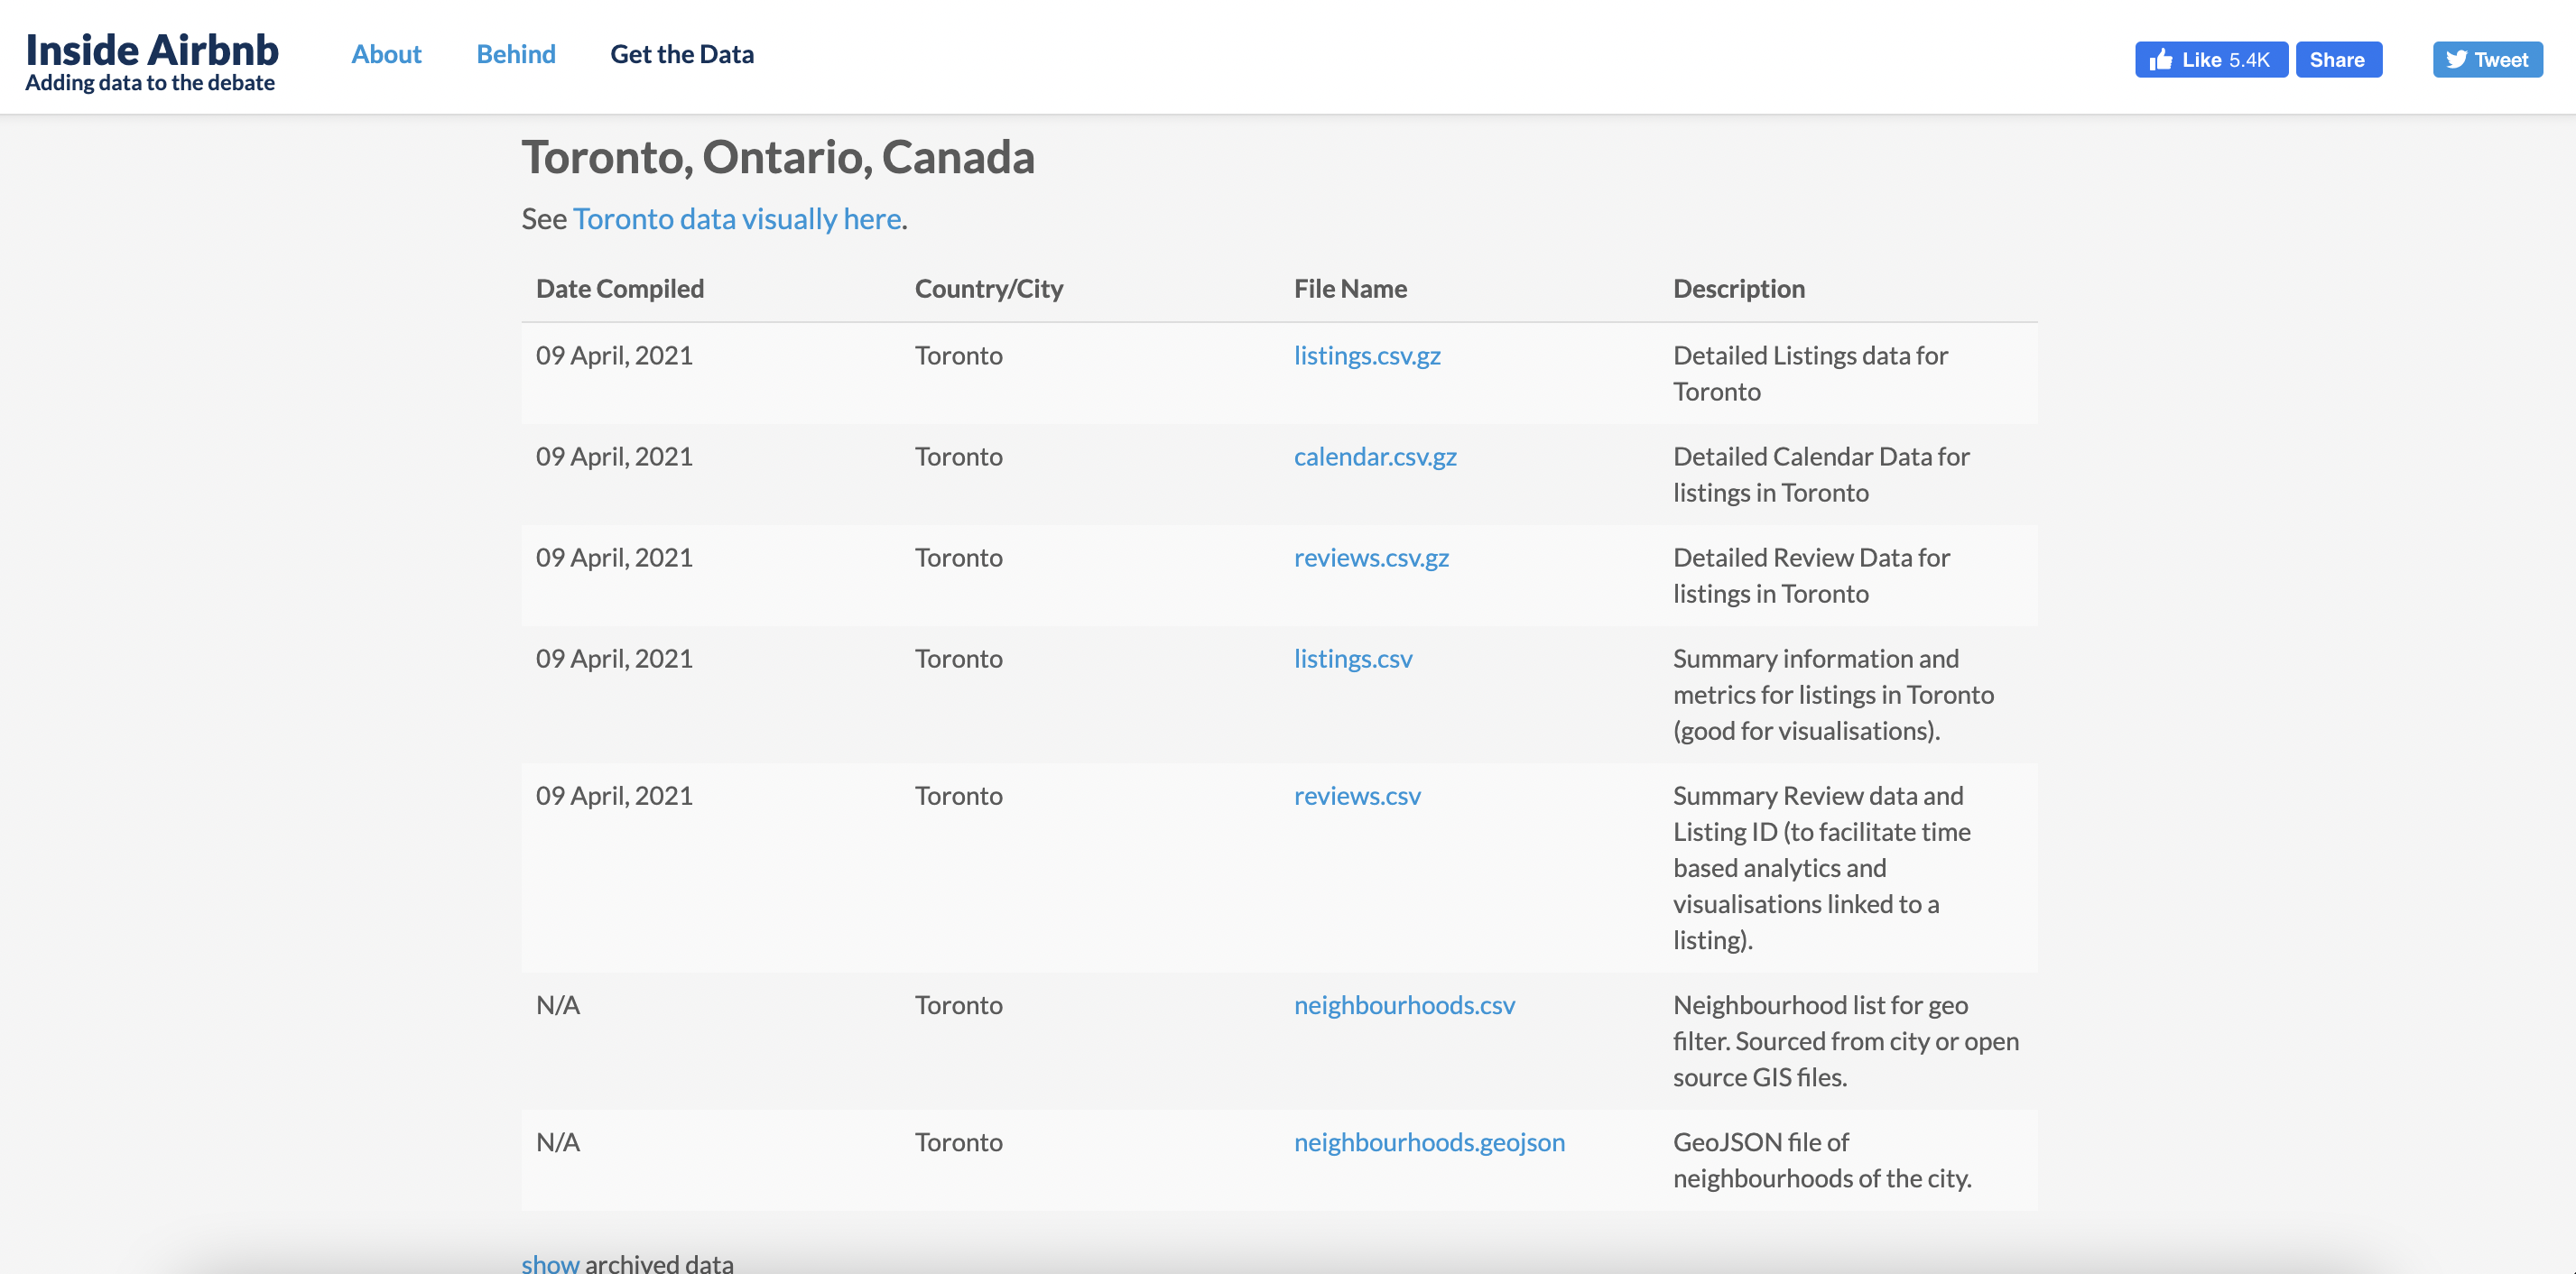 Inside Airbnb
Adding data to the debate
About Behind Get the Data
Like 5.4K Share Tweet
Toronto, Ontario, Canada
See Toronto data visually here.
Date Compiled Country/City File Name Description
09 April, 2021 Toronto listings.csv.gz Detailed Listings data for
Toronto
09 April, 2021 Toronto calendar.csv.gz Detailed Calendar Data for
listings in Toronto
09 April, 2021 Toronto reviews.csv.gz Detailed Review Data for
listings in Toronto
09 April, 2021 Toronto listings.csv Summary information and
metrics for listings in Toronto
(good for visualisations).
09 April, 2021 Toronto reviews.csv Summary Review data and
Listing ID (to facilitate time
based analytics and
visualisations linked to a
listing).
N/A Toronto neighbourhoods.csv Neighbourhood list for geo
filter. Sourced from city or open
source GIS files.
N/A Toronto neighbourhoods.geojson GeoJSON file of
neighbourhoods of the city.
show archived data